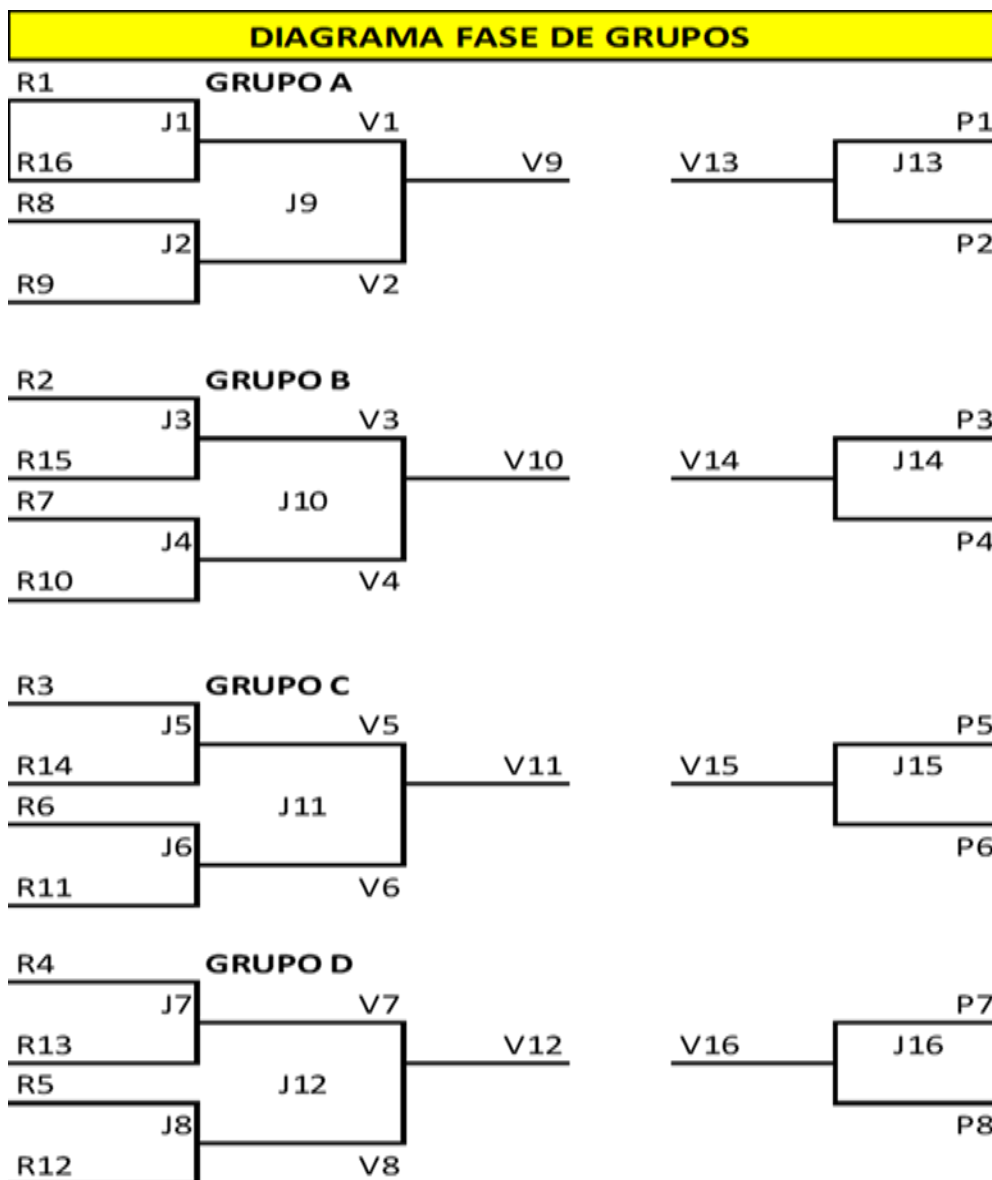 DIAGRAMA FASE DE GRUPOS
R1 GRUPO A
J1 V1 P1
R16 V9 V13 J13
R8 J9
J2 P2
R9 V2
R2 GRUPO B
J3 V3 P3
R15 V10 V14 J14
R7 J10
J4 P4
R10 V4
R3 GRUPO C
J5 V5 P5
R14 V11 V15 J15
R6 J11
J6 P6
R11 V6
R4 GRUPO D
J7 V7 P7
R13 V12 V16 J16
R5 J12
J8 P8
R12 V8